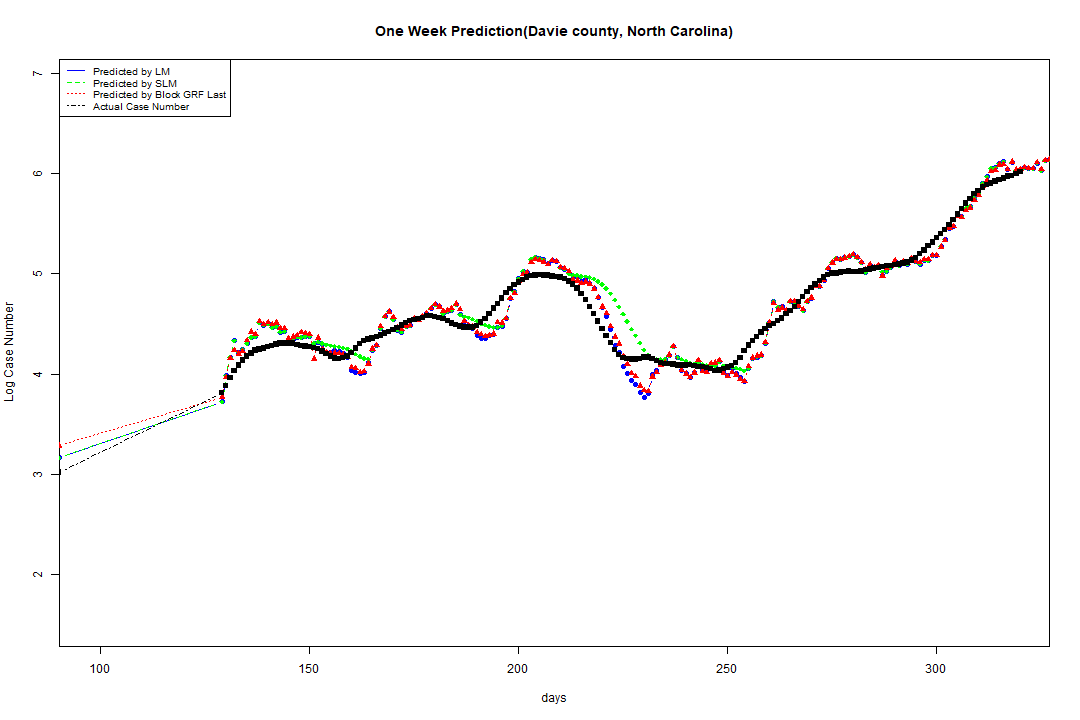 One Week Prediction(Davie county, North Carolina)
Predicted by LM
Predicted by SLM
Predicted by Block GRF Last
Actual Case Number
7
6
5
4
3
2
Log Case Number
100 150 200 250 300
days